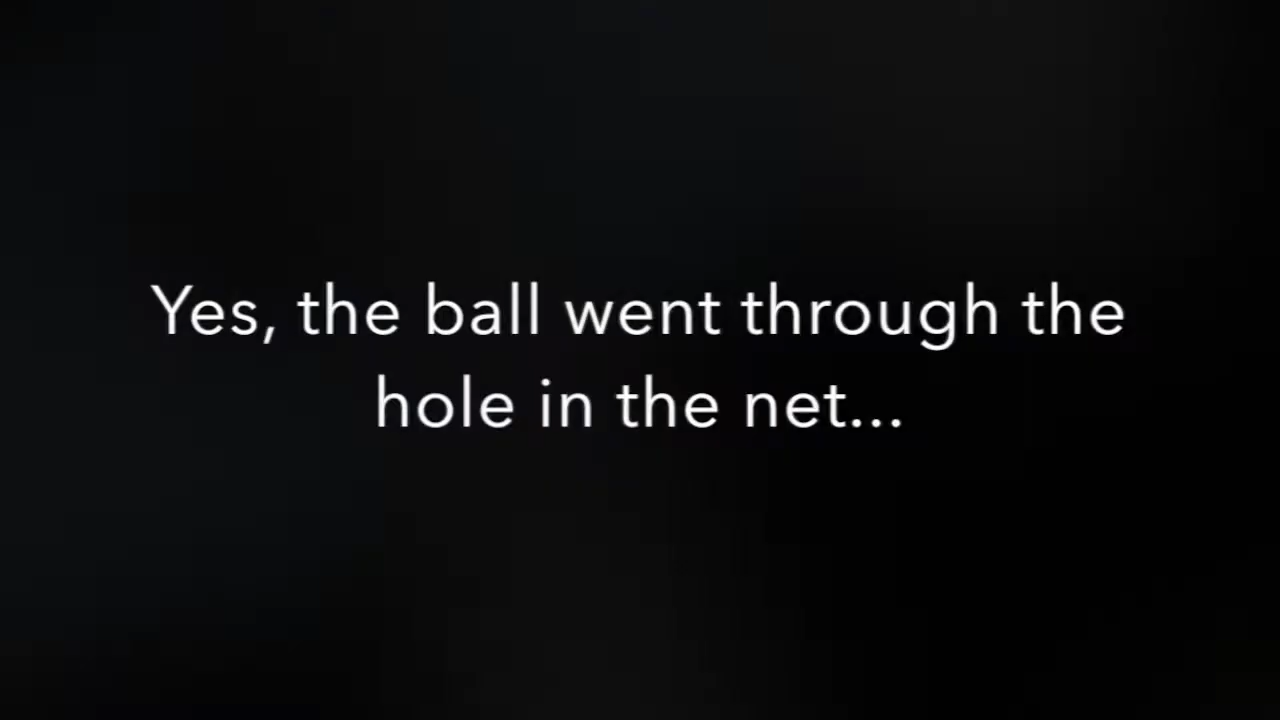 Yes, the ball went through the
hole in the net...